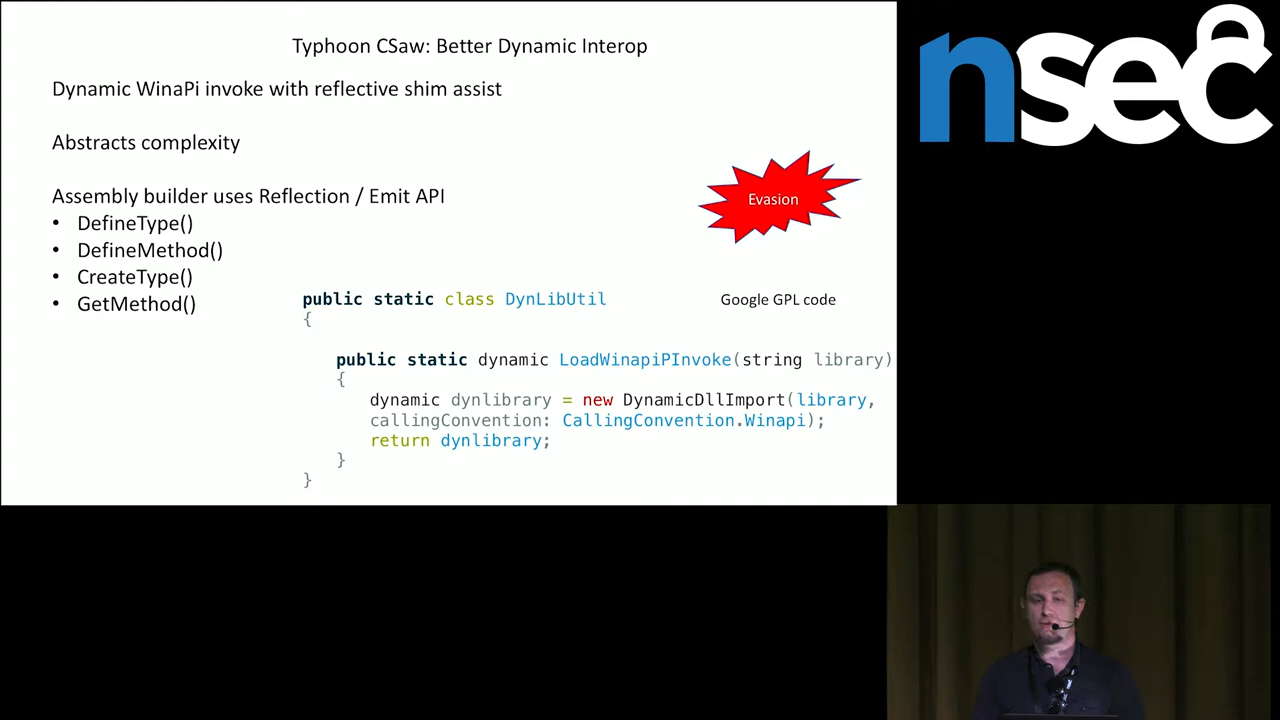 Typhoon CSaw: Better Dynamic Interop
Dynamic WinaPi invoke with reflective shim assist
Abstracts complexity
Assembly builder uses Reflection / Emit API
• DefineType()
• DefineMethod()
• CreateType()
• GetMethod()
Evasion
Google GPL code
public static class DynLibUtil
{
public static dynamic LoadWinapiPInvoke(string library)
{
dynamic dynlibrary = new DynamicDllImport(library,
callingConvention: CallingConvention.Winapi);
return dynlibrary;
}
}
nsec